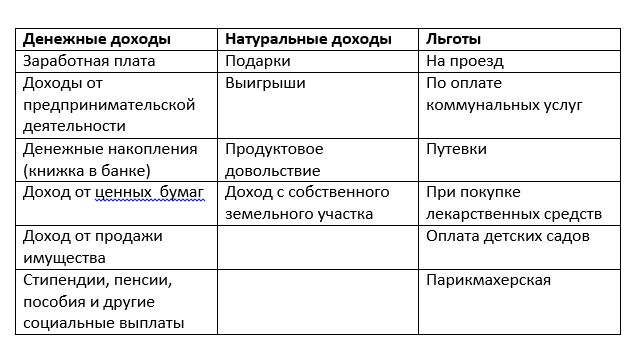 Денежные доходы Натуральные доходы Льготы
Заработная плата Подарки На проезд
Доходы от Выигрыши По оплате
предпринимательской коммунальных услуг
деятельности
Денежные накопления Продуктовое Путевки
(книжка в банке) довольствие
Доход от ценных бумаг Доход с собственного При покупке
земельного участка лекарственных средств
Доход от продажи Оплата детских садов
имущества
Стипендии, пенсии, Парикмахерская
пособия и другие
социальные выплаты